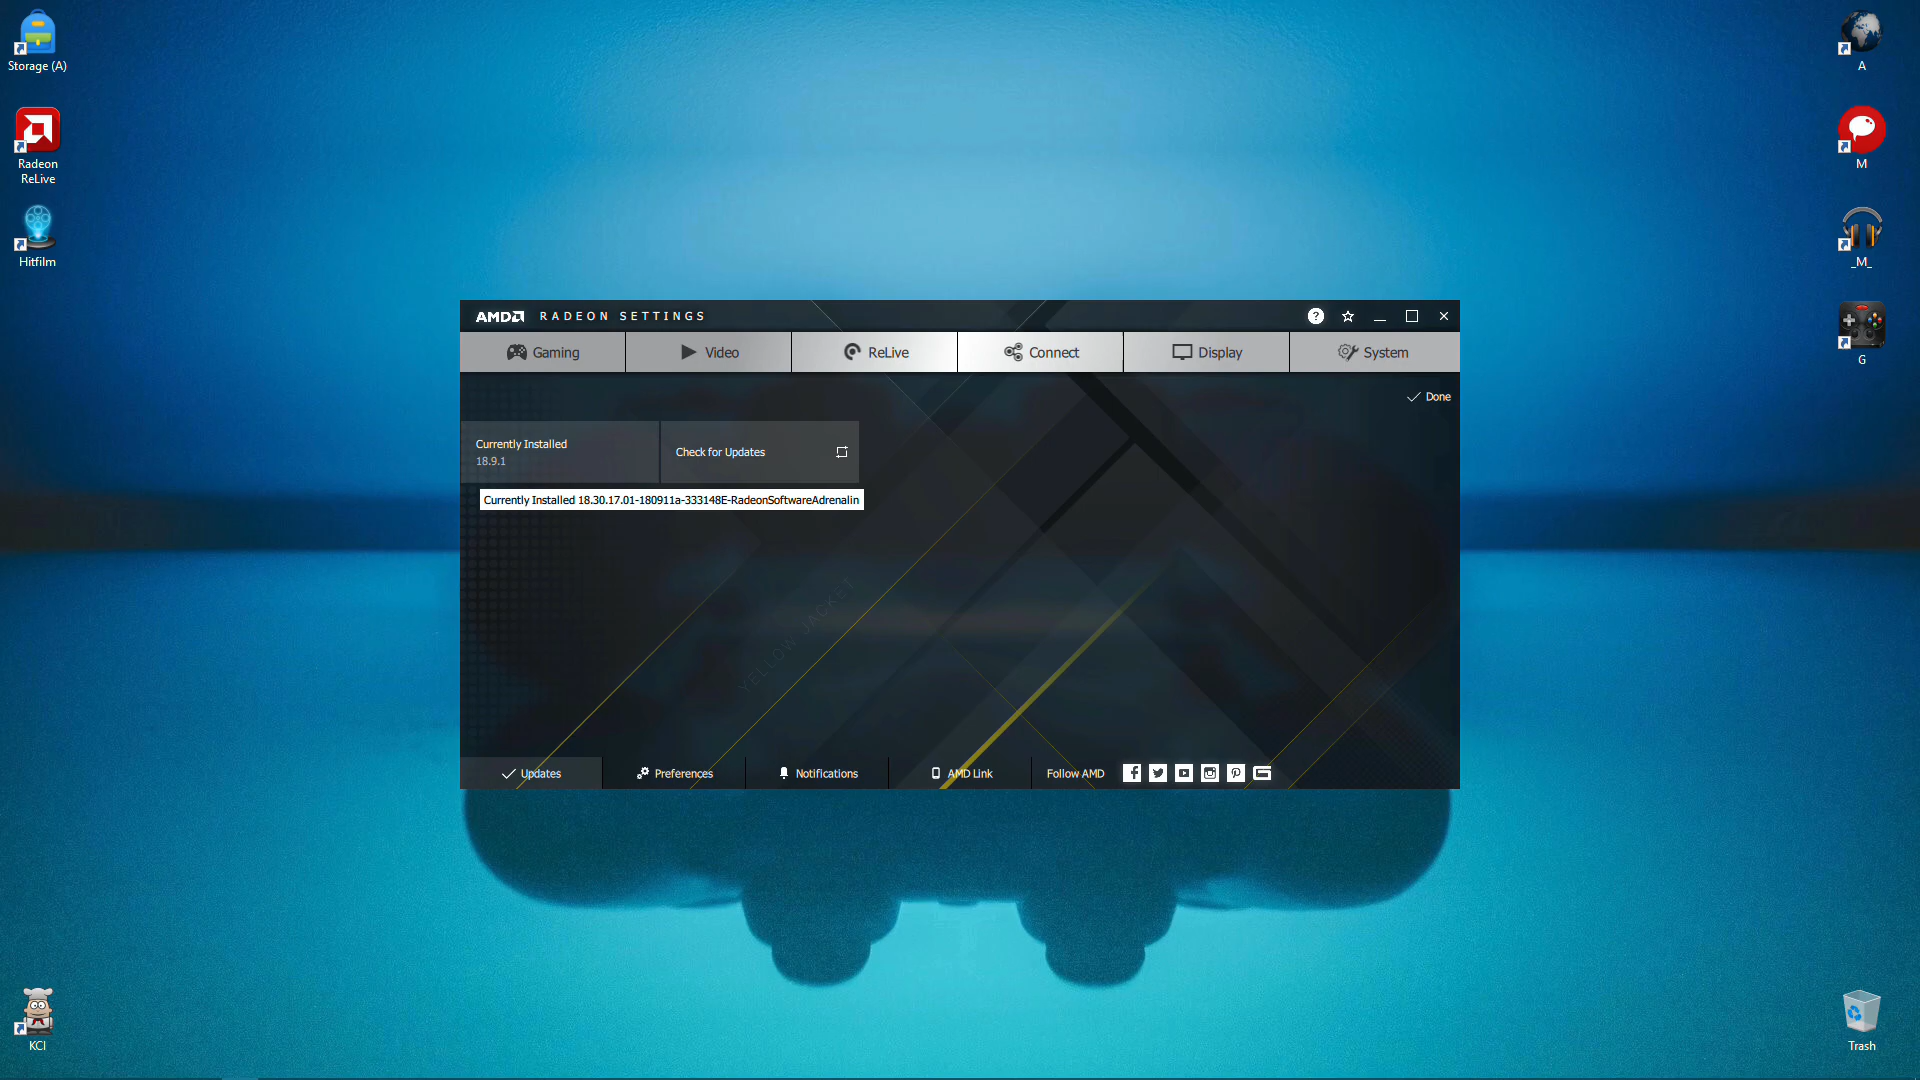 Storage (A)
Radeon
ReLive
Hitfilm
KCI
A
M
_M_
G
Trash
AMD RADEON SETTINGS
Gaming
Video
ReLive
Connect
Display
System
Done
Currently Installed
18.9.1
Check for Updates
Currently Installed 18.30.17.01-180911a-333148E-RadeonSoftwareAdrenalin
YELLOW JACKET
Updates
Preferences
Notifications
AMD Link
Follow AMD